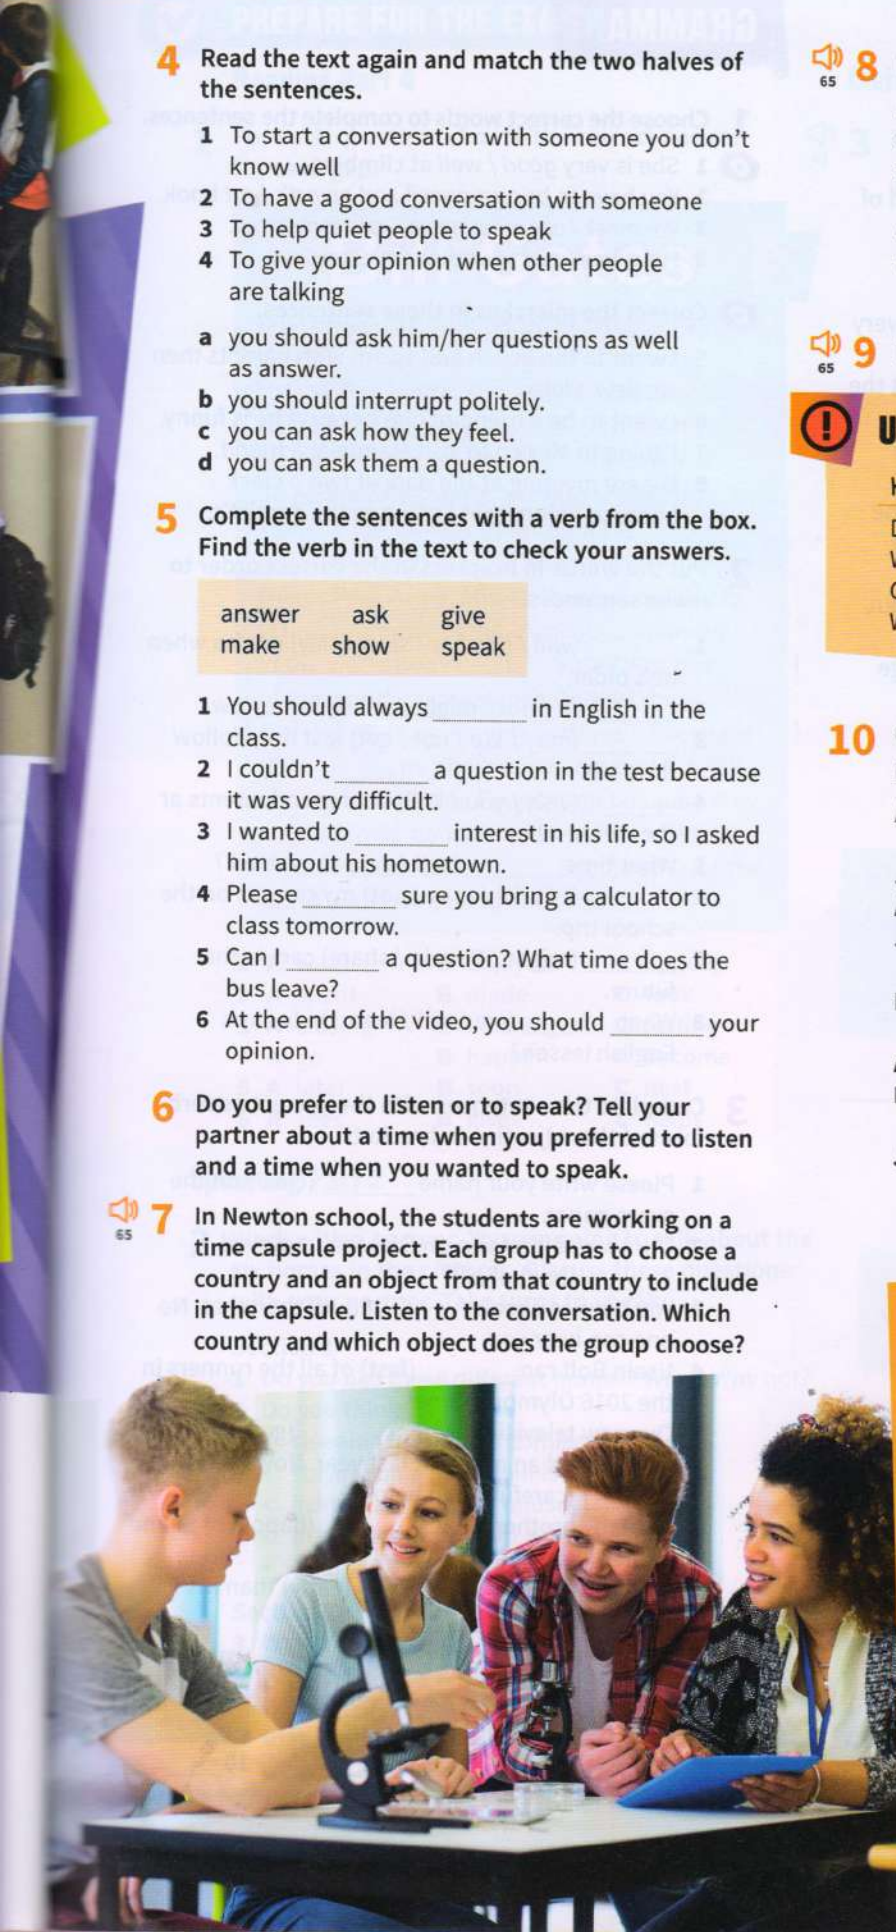 4 Read the text again and match the two halves of
the sentences.
1 To start a conversation with someone you don't
know well
2 To have a good conversation with someone
3 To help quiet people to speak
4 To give your opinion when other people
are talking
a you should ask him/her questions as well
as answer.
b you should interrupt politely.
c you can ask how they feel.
d you can ask them a question.
5 Complete the sentences with a verb from the box.
Find the verb in the text to check your answers.
answer ask give
make show speak
1 You should always ________ in English in the
class.
2 I couldn't ________ a question in the test because
it was very difficult.
3 I wanted to ________ interest in his life, so I asked
him about his hometown.
4 Please ________ sure you bring a calculator to
class tomorrow.
5 Can I ________ a question? What time does the
bus leave?
6 At the end of the video, you should ________ your
opinion.
6 Do you prefer to listen or to speak? Tell your
partner about a time when you preferred to listen
and a time when you wanted to speak.
65 7 In Newton school, the students are working on a
time capsule project. Each group has to choose a
country and an object from that country to include
in the capsule. Listen to the conversation. Which
country and which object does the group choose?
65 8
65 9
10